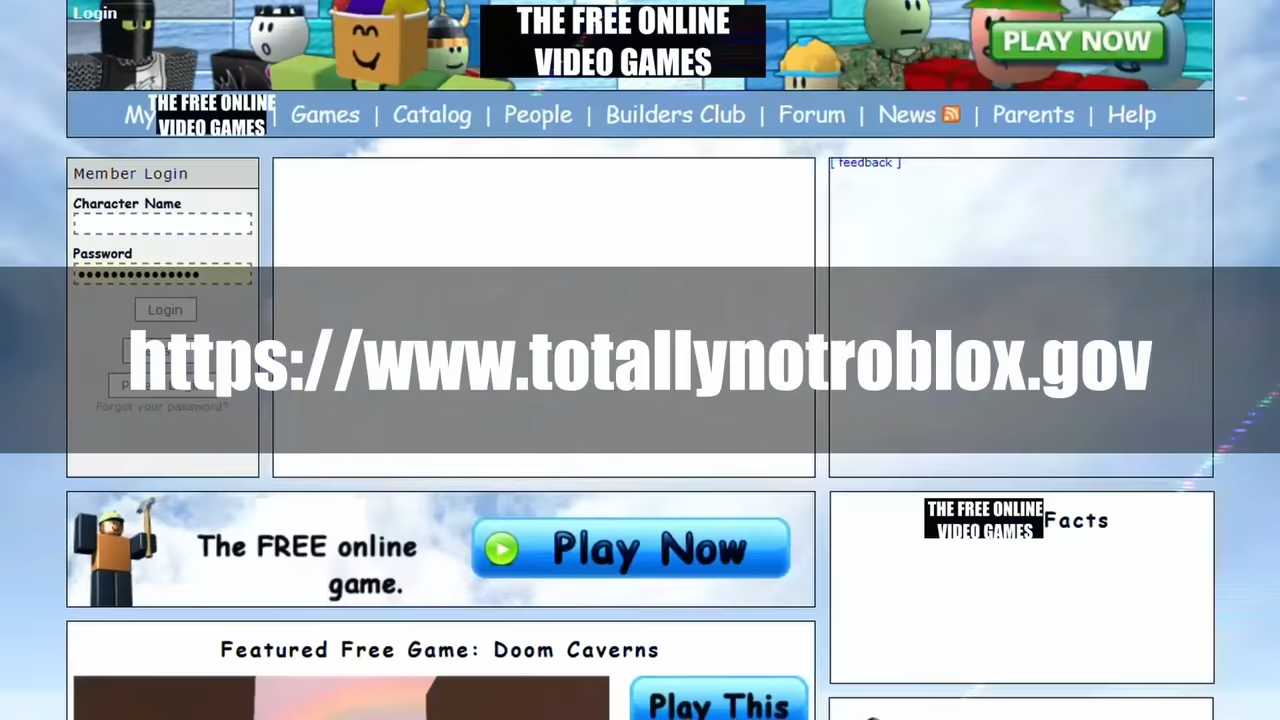 Login
THE FREE ONLINE
VIDEO GAMES
PLAY NOW
My THE FREE ONLINE VIDEO GAMES | Games | Catalog | People | Builders Club | Forum | News | Parents | Help
Member Login
Character Name
Password
Login
https://www.totallynotroblox.gov
Forgot your password?
[ feedback ]
The FREE online
game.
Play Now
THE FREE ONLINE
VIDEO GAMES
Facts
Featured Free Game: Doom Caverns
Play This